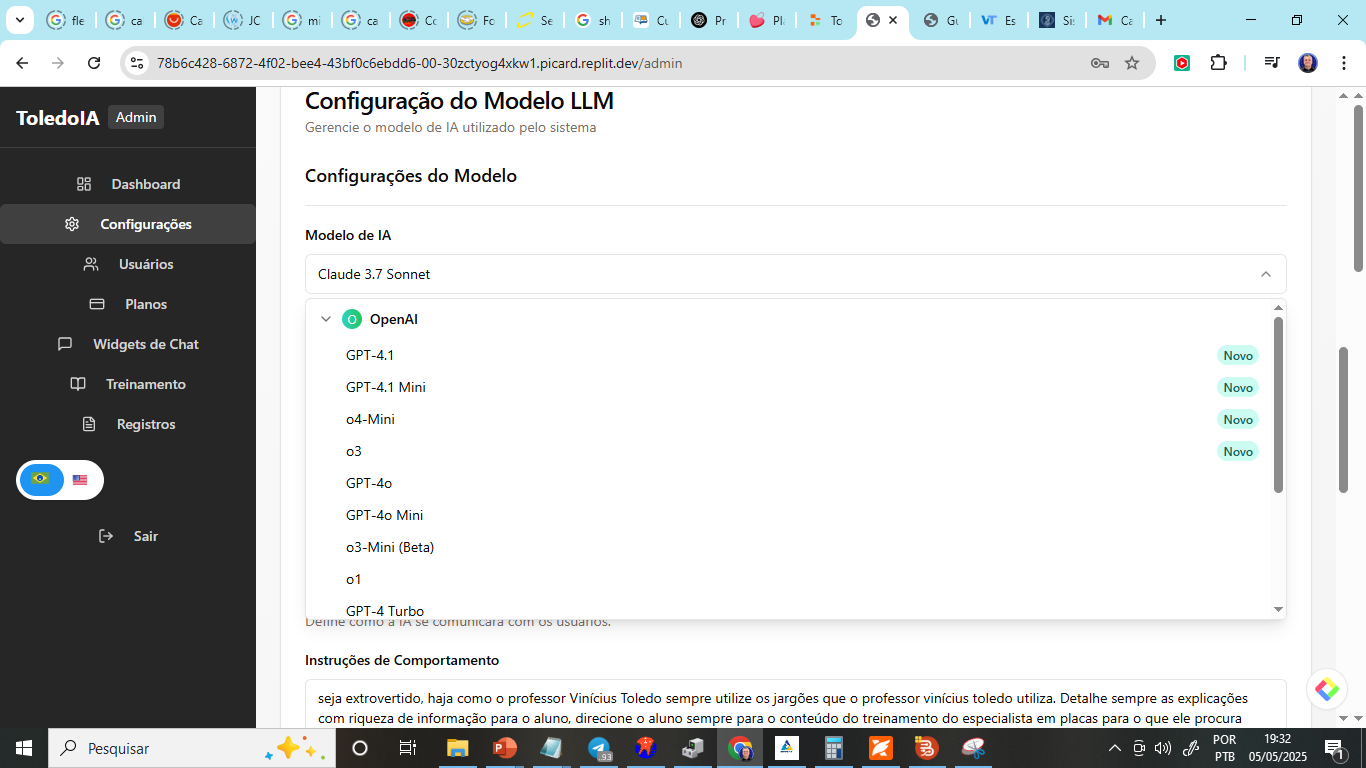 fle
ca
Ca
JC
mi
ca
Co
Fo
Se
sh
Cu
Pr
Pla
To
Gu
VT Es
Sis
Ca
78b6c428-6872-4f02-bee4-43bf0c6ebdd6-00-30zctyog4xkw1.picard.replit.dev/admin
ToledoIA Admin
Dashboard
Configurações
Usuários
Planos
Widgets de Chat
Treinamento
Registros
Sair
Configuração do Modelo LLM
Gerencie o modelo de IA utilizado pelo sistema
Configurações do Modelo
Modelo de IA
Claude 3.7 Sonnet
O OpenAI
GPT-4.1 Novo
GPT-4.1 Mini Novo
o4-Mini Novo
o3 Novo
GPT-4o
GPT-4o Mini
o3-Mini (Beta)
o1
GPT-4 Turbo
Define como a IA se comunicará com os usuários.
Instruções de Comportamento
seja extrovertido, haja como o professor Vinícius Toledo sempre utilize os jargões que o professor vinícius toledo utiliza. Detalhe sempre as explicações
com riqueza de informação para o aluno, direcione o aluno sempre para o conteúdo do treinamento do especialista em placas para o que ele procura
Pesquisar
93
POR
PTB
19:32
05/05/2025
1